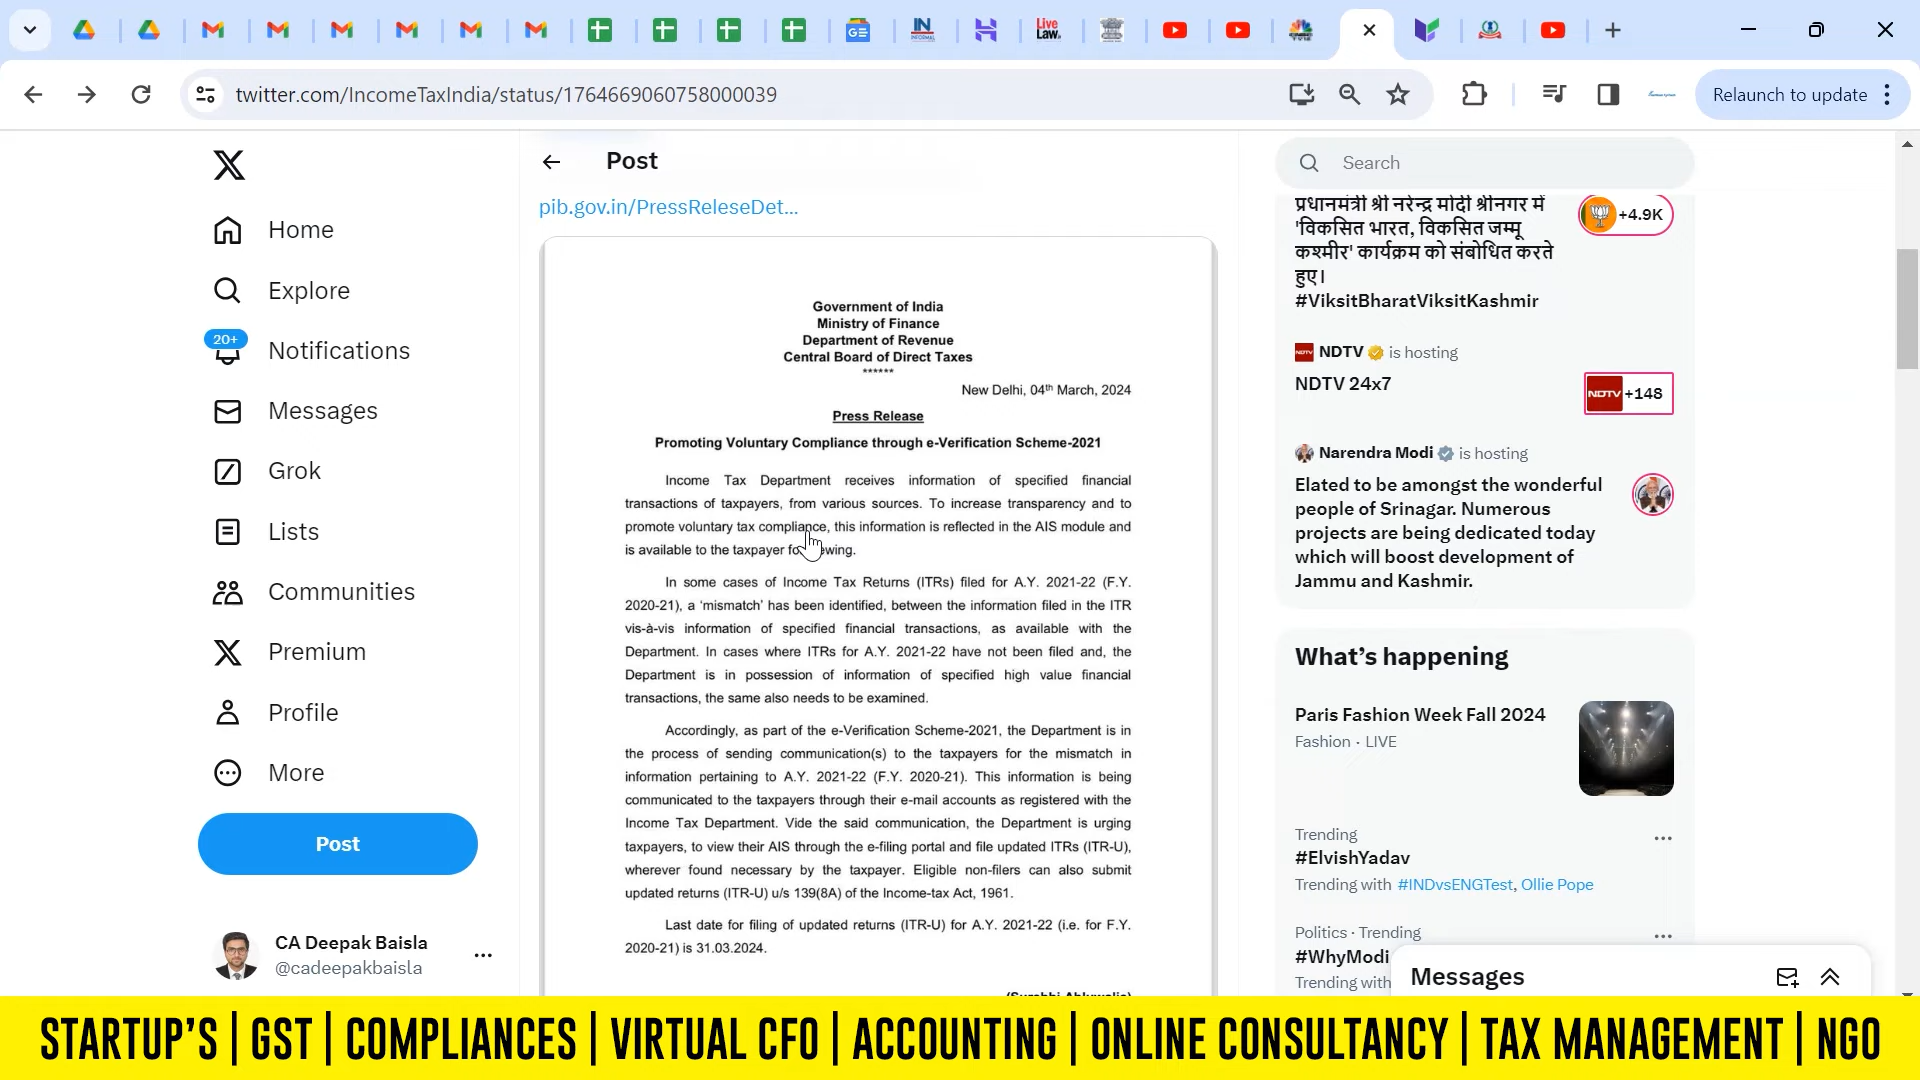 twitter.com/IncomeTaxIndia/status/1764669060758000039
Relaunch to update
Live
Law.
Home
Explore
20+
Notifications
Messages
Grok
Lists
Communities
Premium
Profile
More
Post
CA Deepak Baisla
@cadeepakbaisla
Post
pib.gov.in/PressReleseDet...
Government of India
Ministry of Finance
Department of Revenue
Central Board of Direct Taxes
******
New Delhi, 04th March, 2024
Press Release
Promoting Voluntary Compliance through e-Verification Scheme-2021
Income Tax Department receives information of specified financial
transactions of taxpayers, from various sources. To increase transparency and to
promote voluntary tax compliance, this information is reflected in the AIS module and
is available to the taxpayer
In some cases of Income Tax Returns (ITRs) filed for A.Y. 2021-22 (F.Y.
2020-21), a ‘mismatch’ has been identified, between the information filed in the ITR
vis-à-vis information of specified financial transactions, as available with the
Department. In cases where ITRs for A.Y. 2021-22 have not been filed and, the
Department is in possession of information of specified high value financial
transactions, the same also needs to be examined.
Accordingly, as part of the e-Verification Scheme-2021, the Department is in
the process of sending communication(s) to the taxpayers for the mismatch in
information pertaining to A.Y. 2021-22 (F.Y. 2020-21). This information is being
communicated to the taxpayers through their e-mail accounts as registered with the
Income Tax Department. Vide the said communication, the Department is urging
taxpayers, to view their AIS through the e-filing portal and file updated ITRs (ITR-U),
wherever found necessary by the taxpayer. Eligible non-filers can also submit
updated returns (ITR-U) u/s 139(8A) of the Income-tax Act, 1961.
Last date for filing of updated returns (ITR-U) for A.Y. 2021-22 (i.e. for F.Y.
2020-21) is 31.03.2024.
Search
प्रधानमंत्री श्री नरेन्द्र मोदी श्रीनगर में
'विकसित भारत, विकसित जम्मू
कश्मीर' कार्यक्रम को संबोधित करते
हुए।
#ViksitBharatViksitKashmir
+4.9K
NDTV is hosting
NDTV 24x7
NDTV +148
Narendra Modi is hosting
Elated to be amongst the wonderful
people of Srinagar. Numerous
projects are being dedicated today
which will boost development of
Jammu and Kashmir.
What’s happening
Paris Fashion Week Fall 2024
Fashion · LIVE
Trending
#ElvishYadav
Trending with #INDvsENGTest, Ollie Pope
Politics · Trending
#WhyModi
Trending with
Messages
STARTUP’S | GST | COMPLIANCES | VIRTUAL CFO | ACCOUNTING | ONLINE CONSULTANCY | TAX MANAGEMENT | NGO